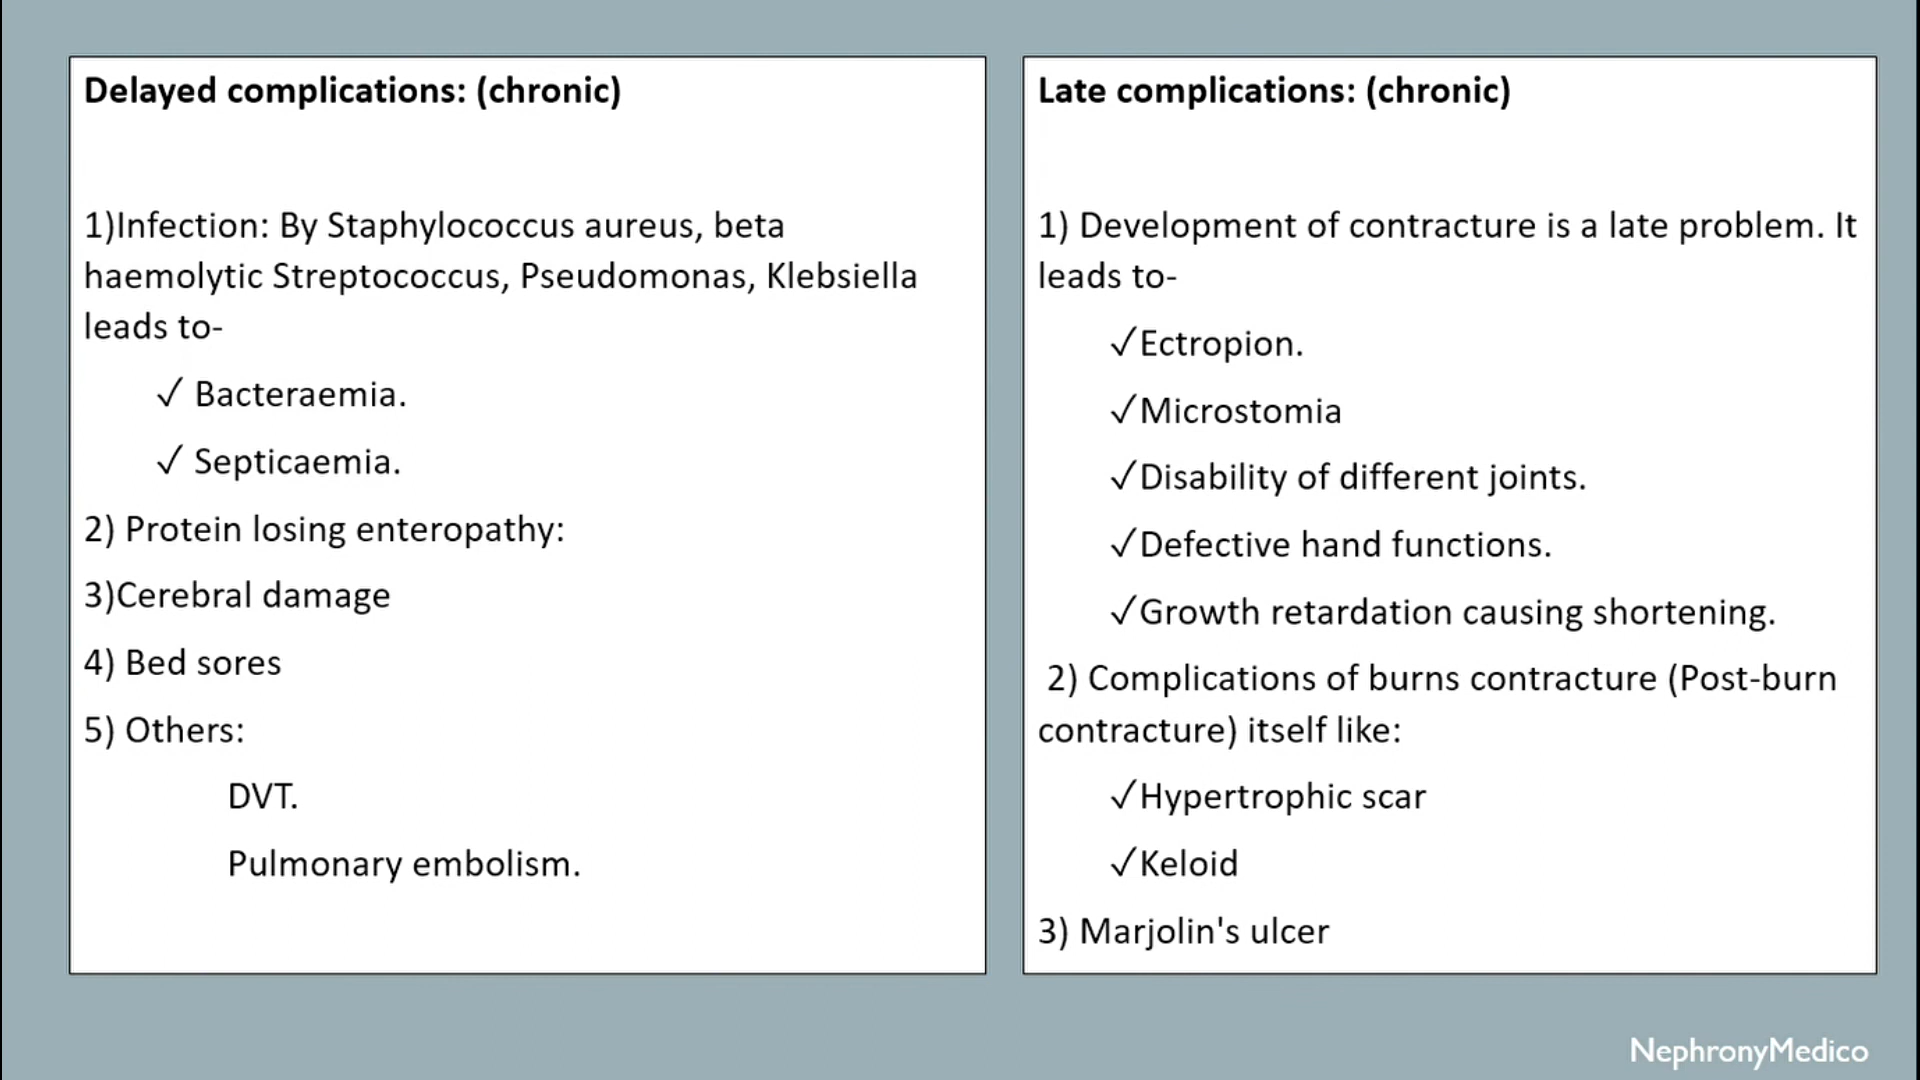 Delayed complications: (chronic)
1)Infection: By Staphylococcus aureus, beta
haemolytic Streptococcus, Pseudomonas, Klebsiella
leads to-
✓ Bacteraemia.
✓ Septicaemia.
2) Protein losing enteropathy:
3)Cerebral damage
4) Bed sores
5) Others:
DVT.
Pulmonary embolism.
Late complications: (chronic)
1) Development of contracture is a late problem. It
leads to-
✓Ectropion.
✓Microstomia
✓Disability of different joints.
✓Defective hand functions.
✓Growth retardation causing shortening.
2) Complications of burns contracture (Post-burn
contracture) itself like:
✓Hypertrophic scar
✓Keloid
3) Marjolin's ulcer
NephronyMedico